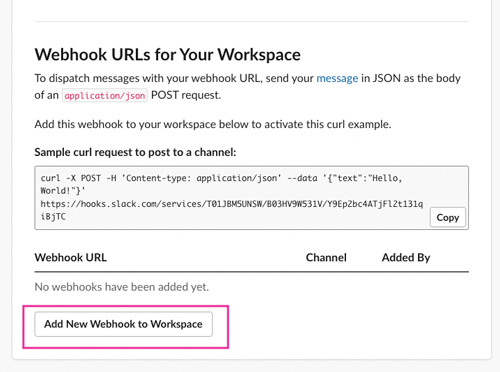 Webhook URLs for Your Workspace
To dispatch messages with your webhook URL, send your message in JSON as the body
of an application/json POST request.
Add this webhook to your workspace below to activate this curl example.
Sample curl request to post to a channel:
curl -X POST -H 'Content-type: application/json' --data '{"text":"Hello,
World!"}'
https://hooks.slack.com/services/T01JBM5UNSW/B03HV9W531V/Y9Ep2bc4ATjFl2t131q
iBjTC
Copy
Webhook URL Channel Added By
No webhooks have been added yet.
Add New Webhook to Workspace